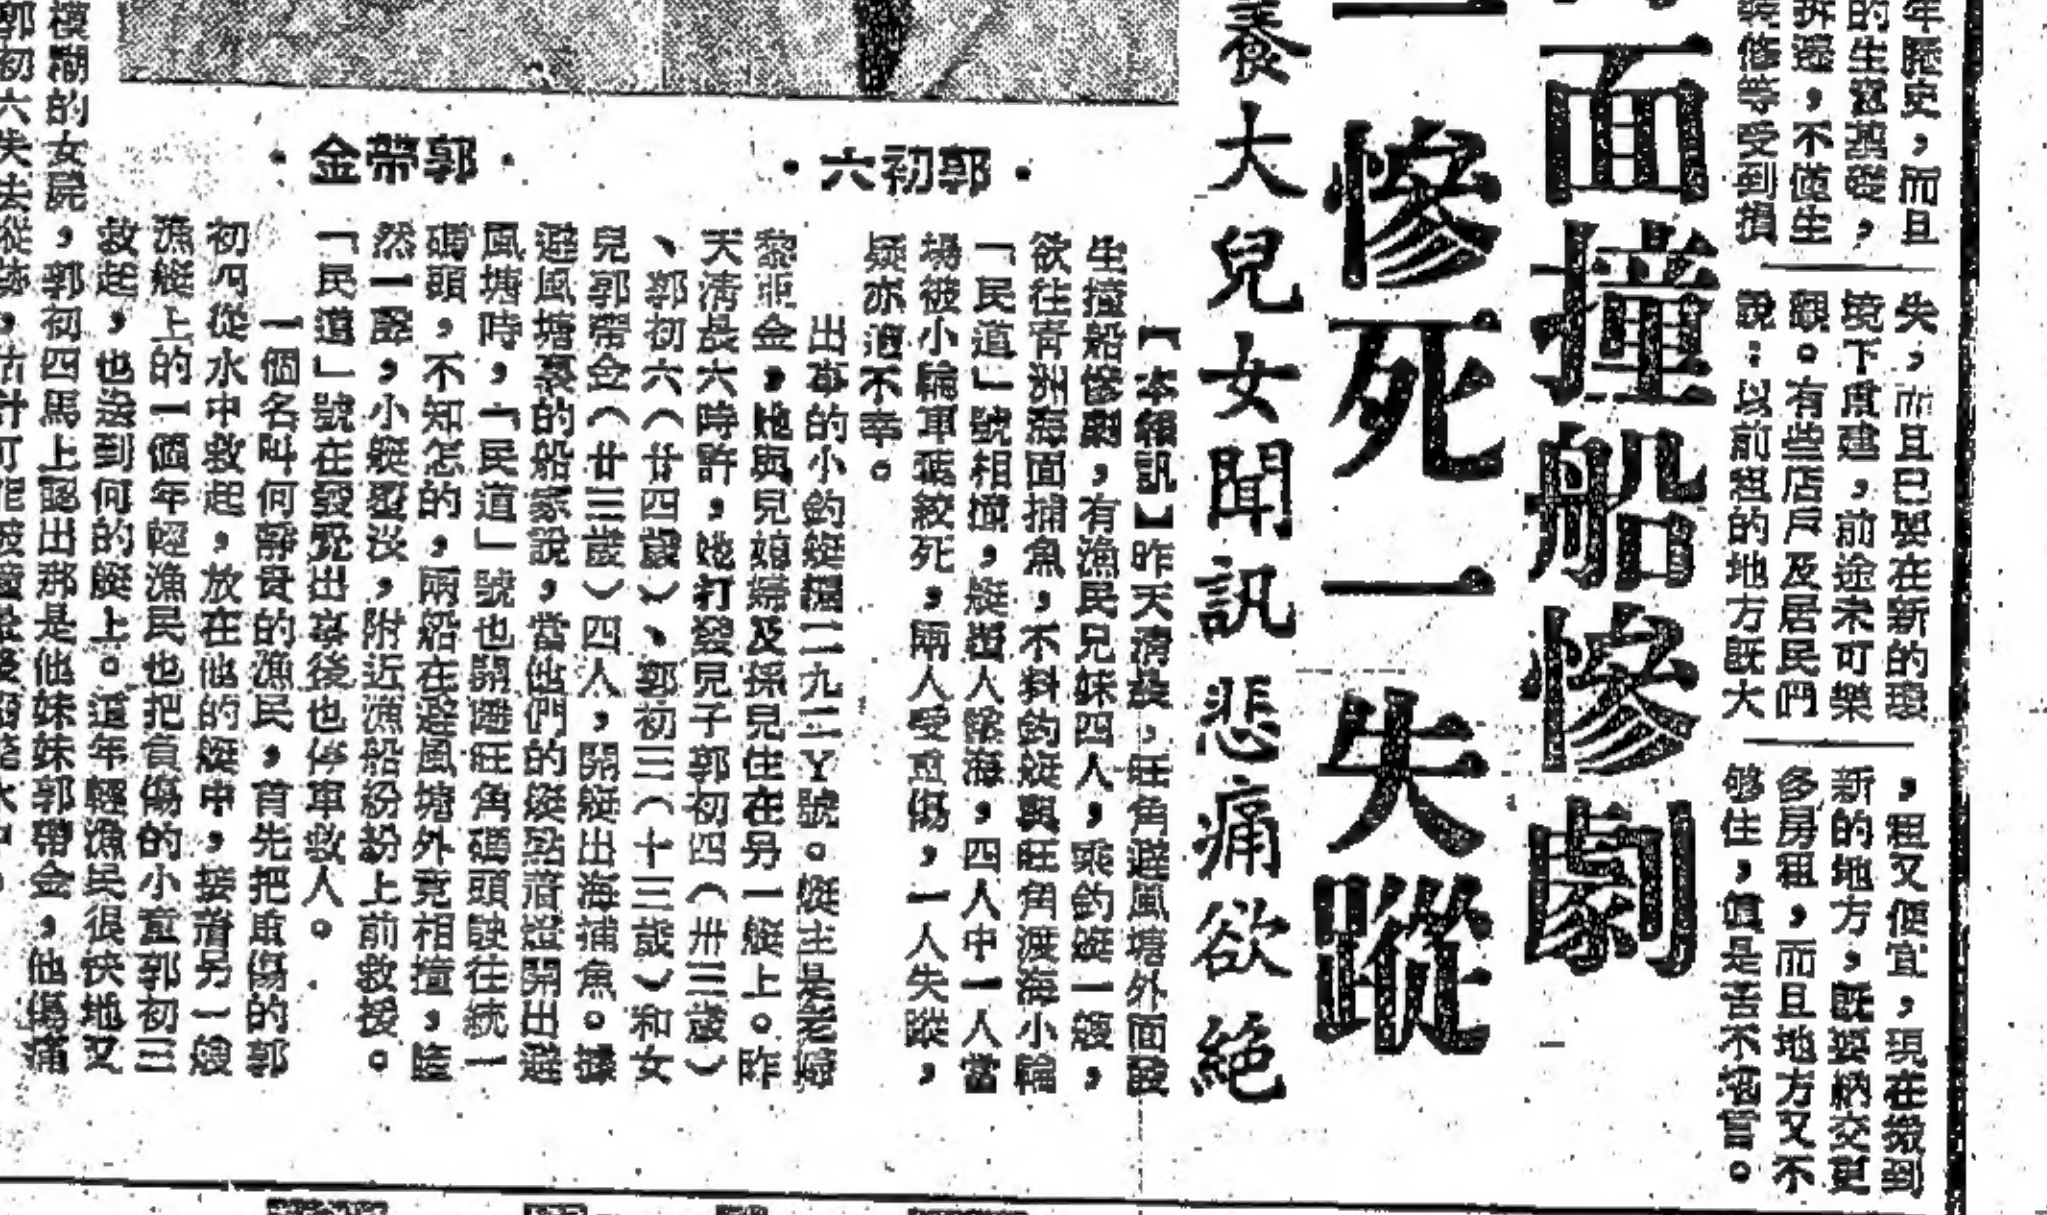 年歷史，而且
的生意基礎，
拆遷，不僅生
裝修等受到損
失，而且已要在新的環
境下重建，前途未可樂
觀。有些店戶及居民們
說：以前租的地方既大
，租又便宜，現在搬到
新的地方，既要納交更
多房租，而且地方又不
够住，真是苦不堪言。
面撞船慘劇
一慘死一失蹤
養大兒女聞訊悲痛欲絕
·郭初六·
·郭帶金·
【本報訊】昨天清晨，旺角避風塘外面發
生撞船慘劇，有漁民兄妹四人，乘釣艇一艘，
欲往青洲海面捕魚，不料釣艇與旺角渡海小輪
「民道」號相撞，艇毀人墮海，四人中一人當
場被小輪車葉絞死，兩人受重傷，一人失蹤，
疑亦遭不幸。
出事的小釣艇擺二二九二Y號。艇主是老婦
黎亜金，她與兒媳婦及孫兒住在另一艇上。昨
天清晨六時許，她打發兒子郭初四（卅三歲）
、郭初六（廿四歲）、郭初三（十三歲）和女
兒郭帶金（廿三歲）四人，開艇出海捕魚。據
避風塘裏的船家說，當他們的艇點着燈開出避
風塘時，「民道」號也開離旺角碼頭駛往統一
碼頭，不知怎的，兩船在避風塘外竟相撞，隆
然一聲，小艇覆沒，附近漁船紛紛上前救援。
「民道」號在發覺出事後也停車救人。
一個名叫何靜貴的漁民，首先把重傷的郭
初四從水中救起，放在他的艇中，接着另一艘
漁艇上的一個年輕漁民也把負傷的小童郭初三
救起，也送到何的艇上。這年輕漁民很快地又
模糊的女屍，郭初四馬上認出那是他妹妹郭帶金，他傷痛
郭初六失去蹤跡，估計可能被